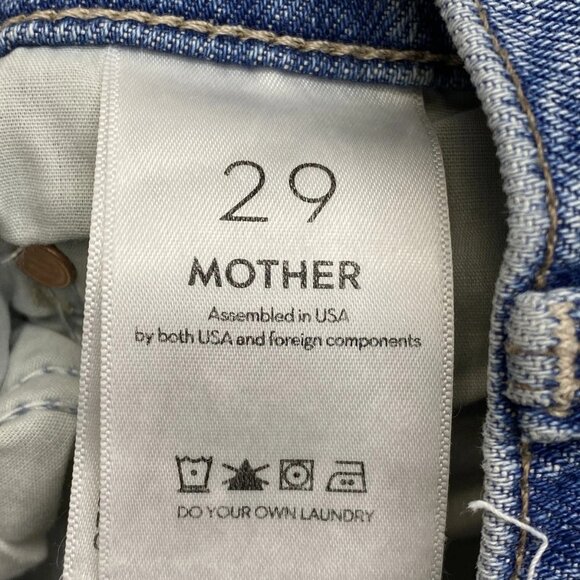 29
MOTHER
Assembled in USA
by both USA and foreign components
DO YOUR OWN LAUNDRY